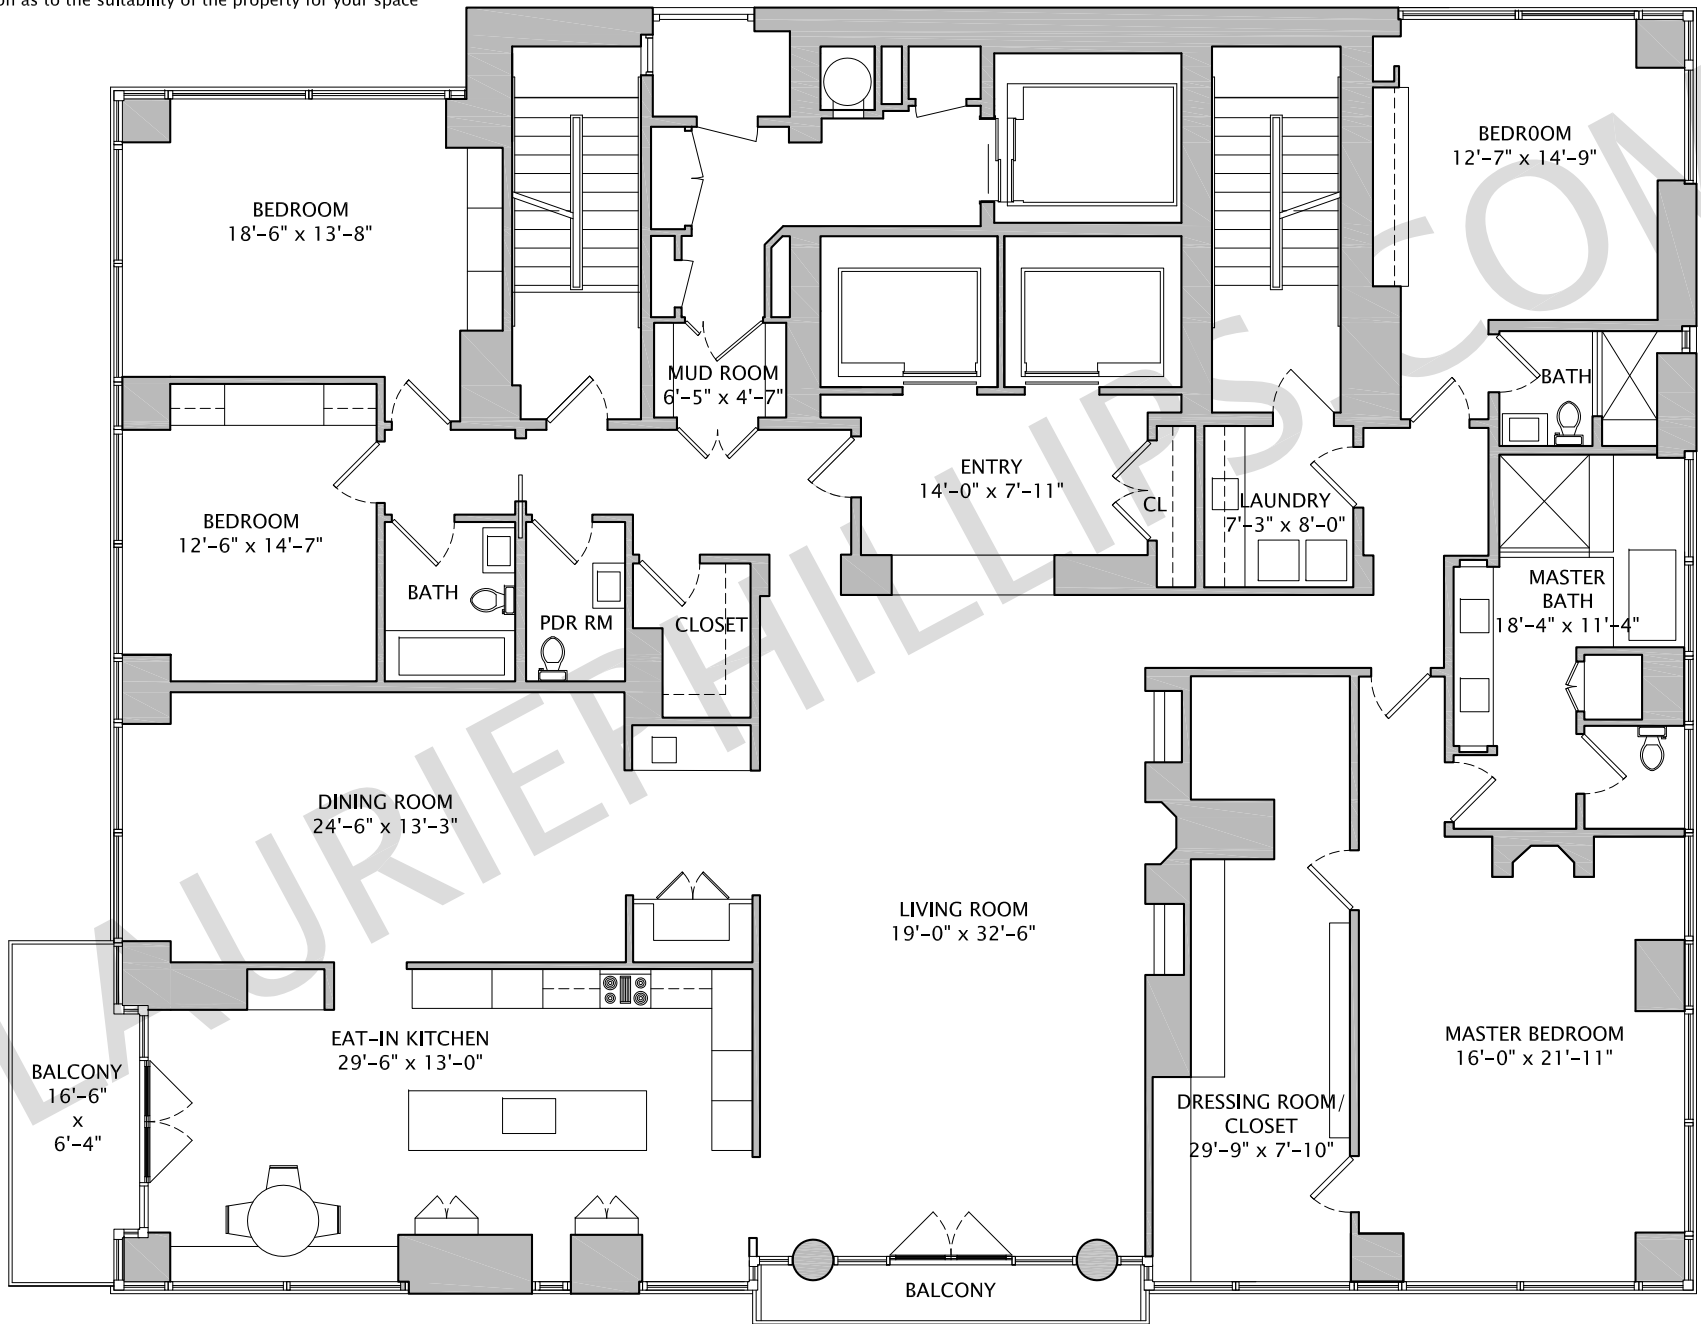 on as to the suitability of the property for your space
BEDROOM
18'-6" x 13'-8"
BEDROOM
12'-7" x 14'-9"
MUD ROOM
6'-5" x 4'-7"
BATH
ENTRY
14'-0" x 7'-11"
CL
LAUNDRY
7'-3" x 8'-0"
BEDROOM
12'-6" x 14'-7"
BATH
PDR RM
CLOSET
MASTER
BATH
18'-4" x 11'-4"
DINING ROOM
24'-6" x 13'-3"
LIVING ROOM
19'-0" x 32'-6"
EAT-IN KITCHEN
29'-6" x 13'-0"
MASTER BEDROOM
16'-0" x 21'-11"
BALCONY
16'-6"
x
6'-4"
DRESSING ROOM/
CLOSET
29'-9" x 7'-10"
BALCONY
LAURIEPHILLIPS.COM